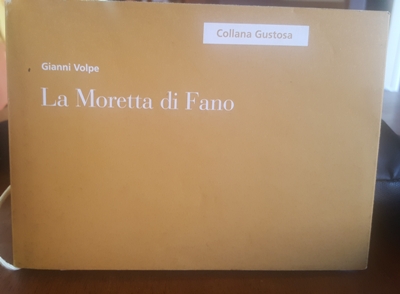 Collana Gustosa
Gianni Volpe
La Moretta di Fano